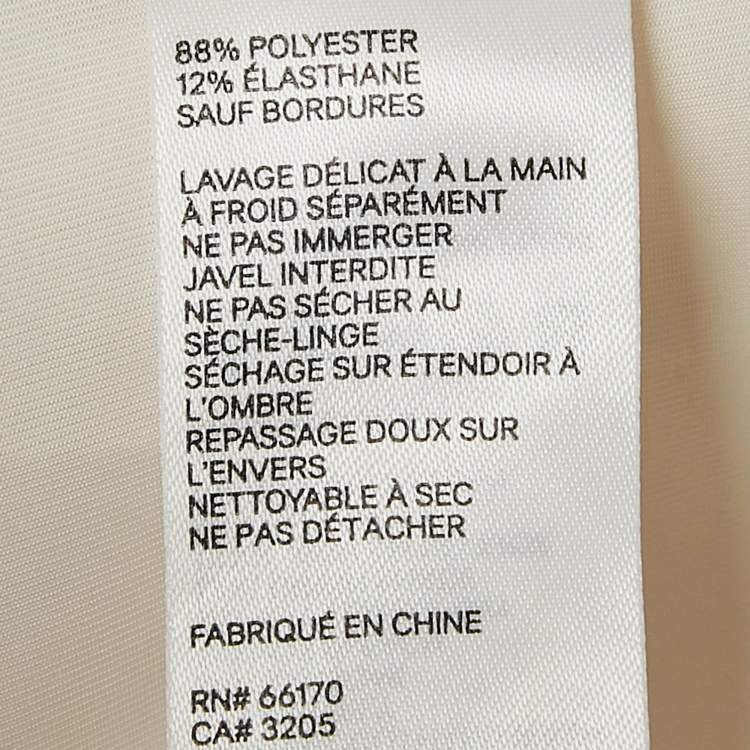 88% POLYESTER
12% ÉLASTHANE
SAUF BORDURES
LAVAGE DÉLICAT À LA MAIN
À FROID SÉPARÉMENT
NE PAS IMMERGER
JAVEL INTERDITE
NE PAS SÉCHER AU
SÈCHE-LINGE
SÉCHAGE SUR ÉTENDOIR À
L'OMBRE
REPASSAGE DOUX SUR
L'ENVERS
NETTOYABLE À SEC
NE PAS DÉTACHER
FABRIQUÉ EN CHINE
RN# 66170
CA# 3205